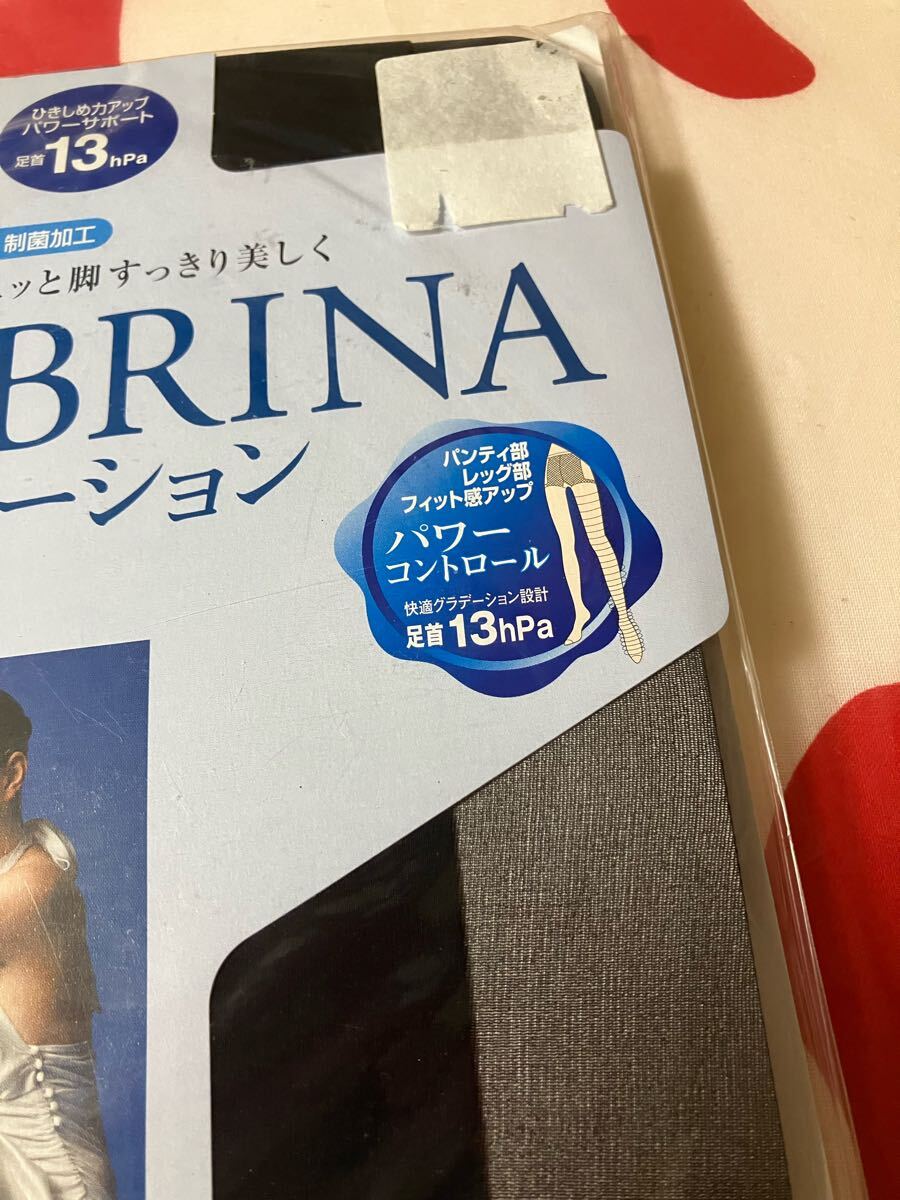 ひきしめ力アップ
パワーサポート
足首13hPa
制菌加工
ッと脚すっきり美しく
BRINA
ーション
パンティ部
レッグ部
フィット感アップ
パワー
コントロール
快適グラデーション設計
足首13hPa